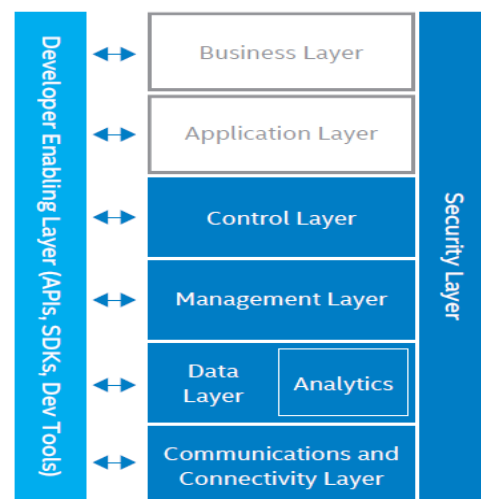 Developer Enabling Layer (APIs, SDKs, Dev Tools)
Business Layer
Application Layer
Control Layer
Management Layer
Data
Layer
Analytics
Communications and
Connectivity Layer
Security Layer